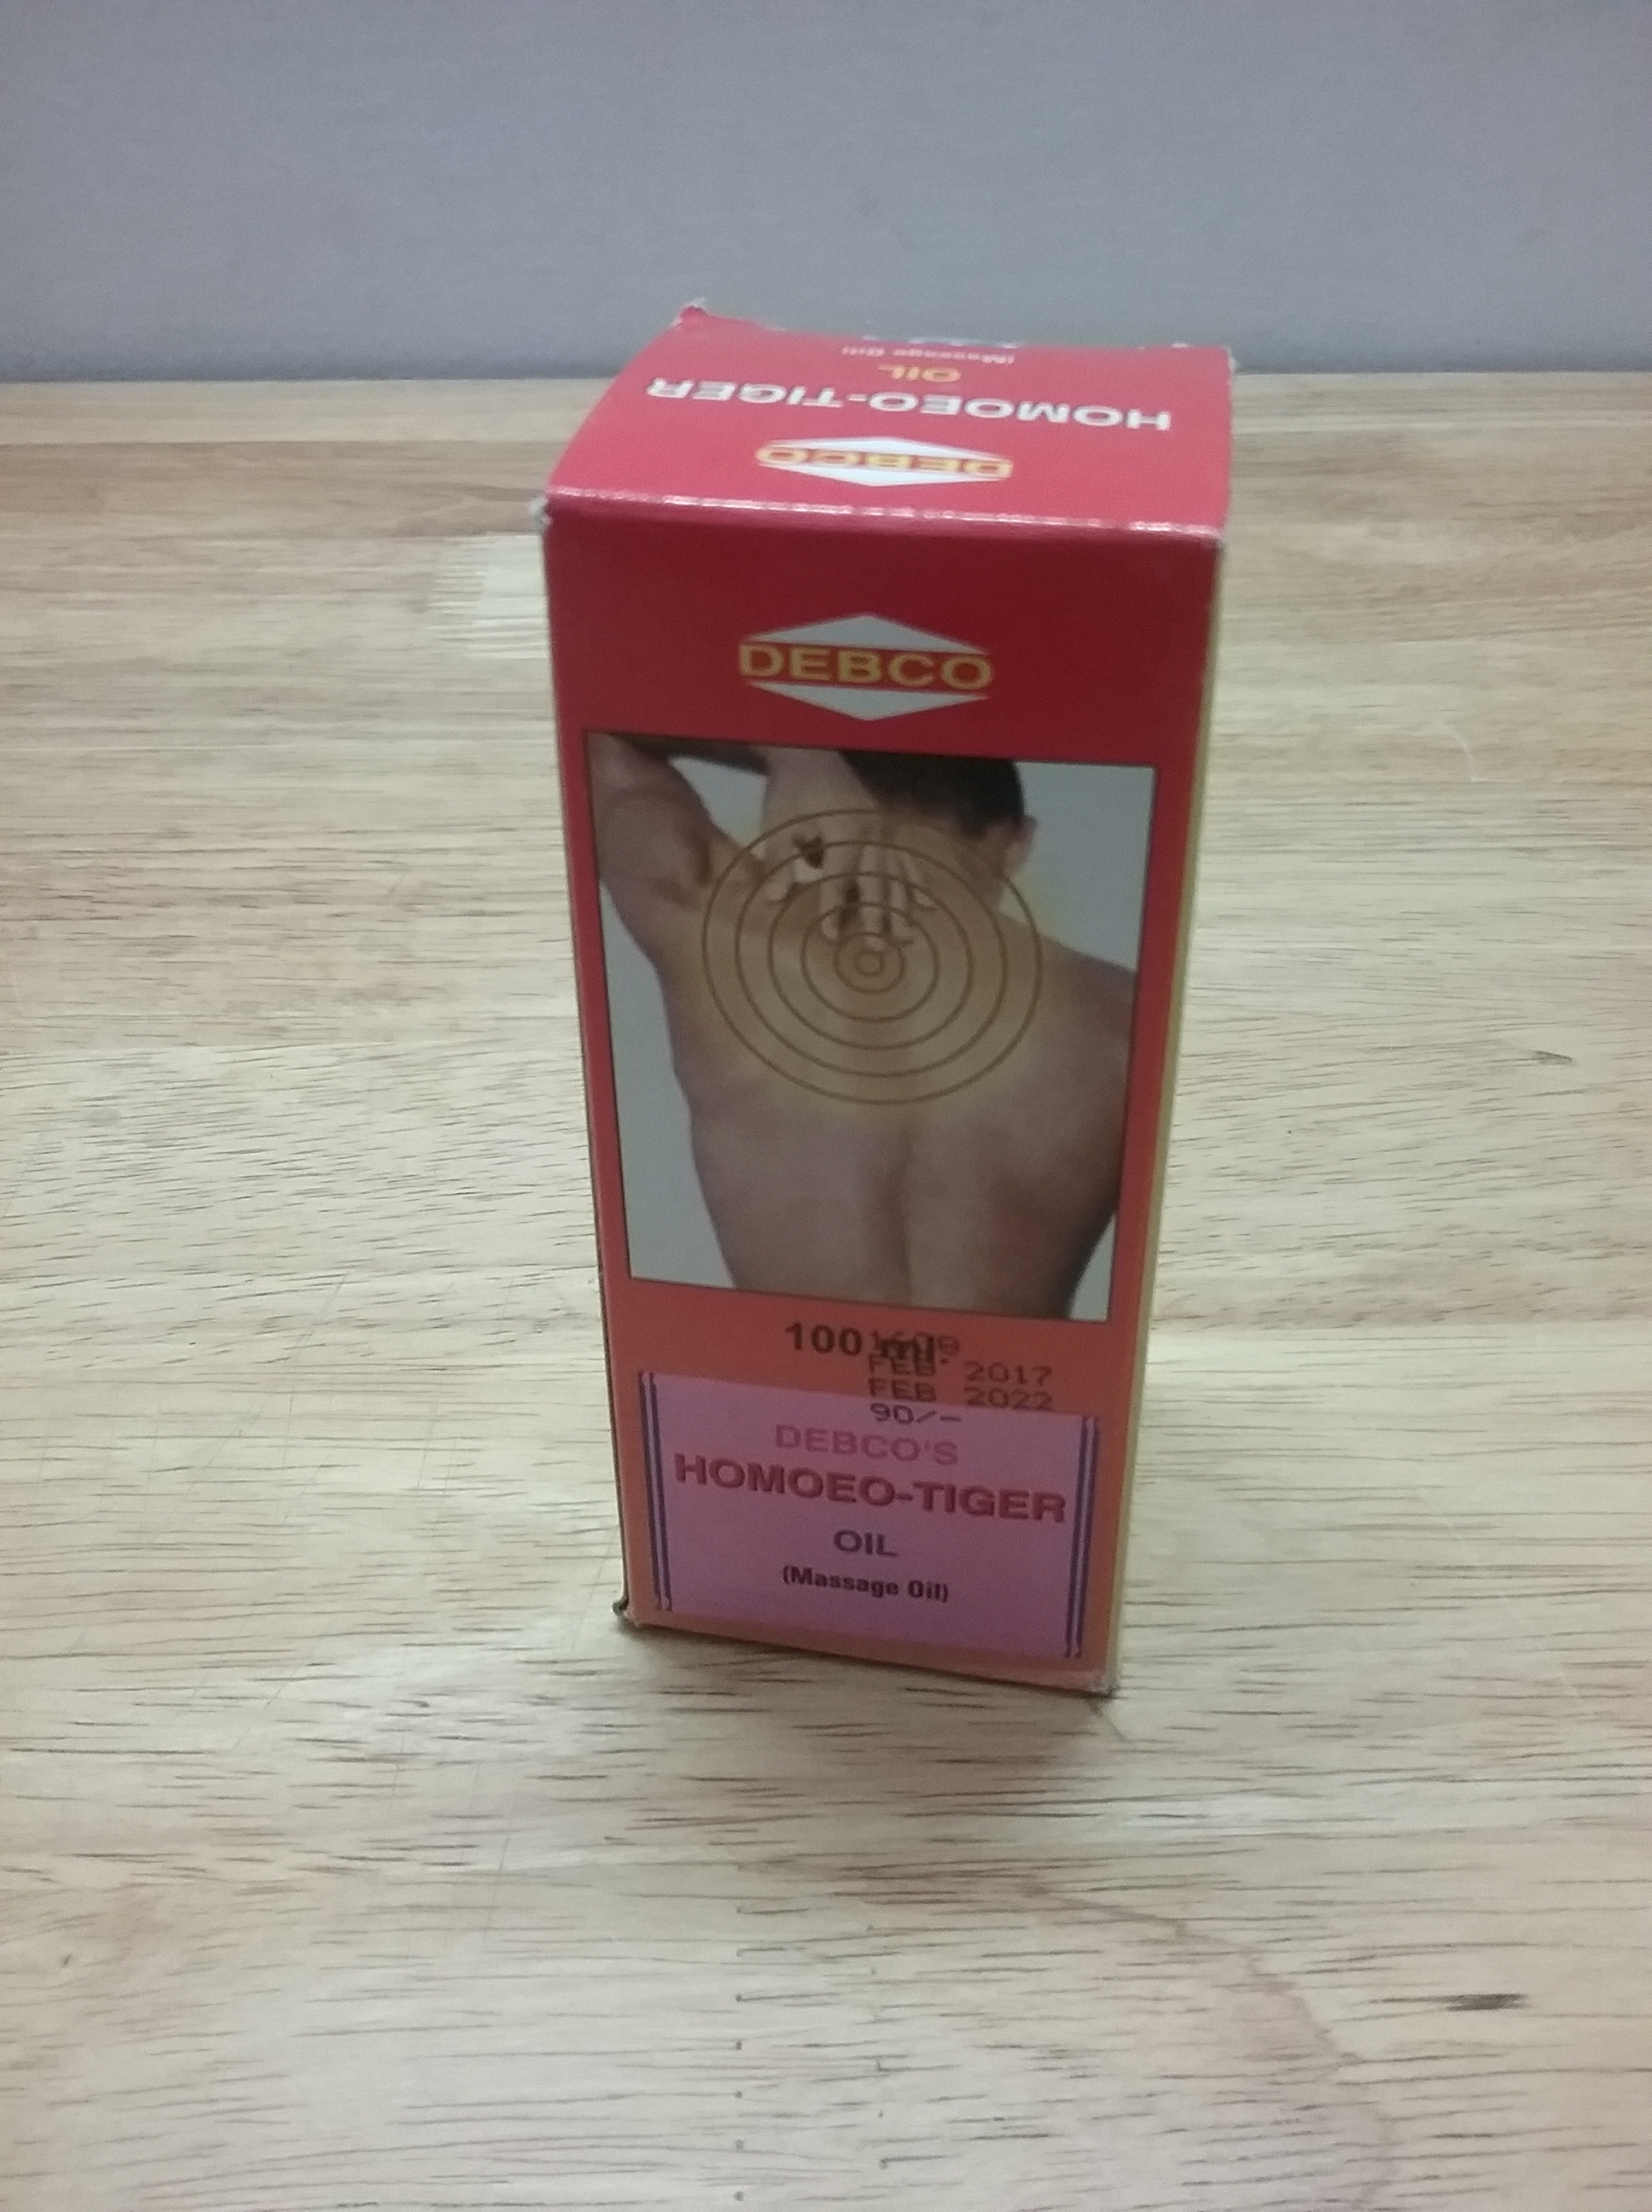 (Massage Oil)
OIL
HOMOEO-TIGER
DEBCO
DEBCO
100 ml.
FEB 2017
FEB 2022
90/-
DEBCO'S
HOMOEO-TIGER
OIL
(Massage Oil)